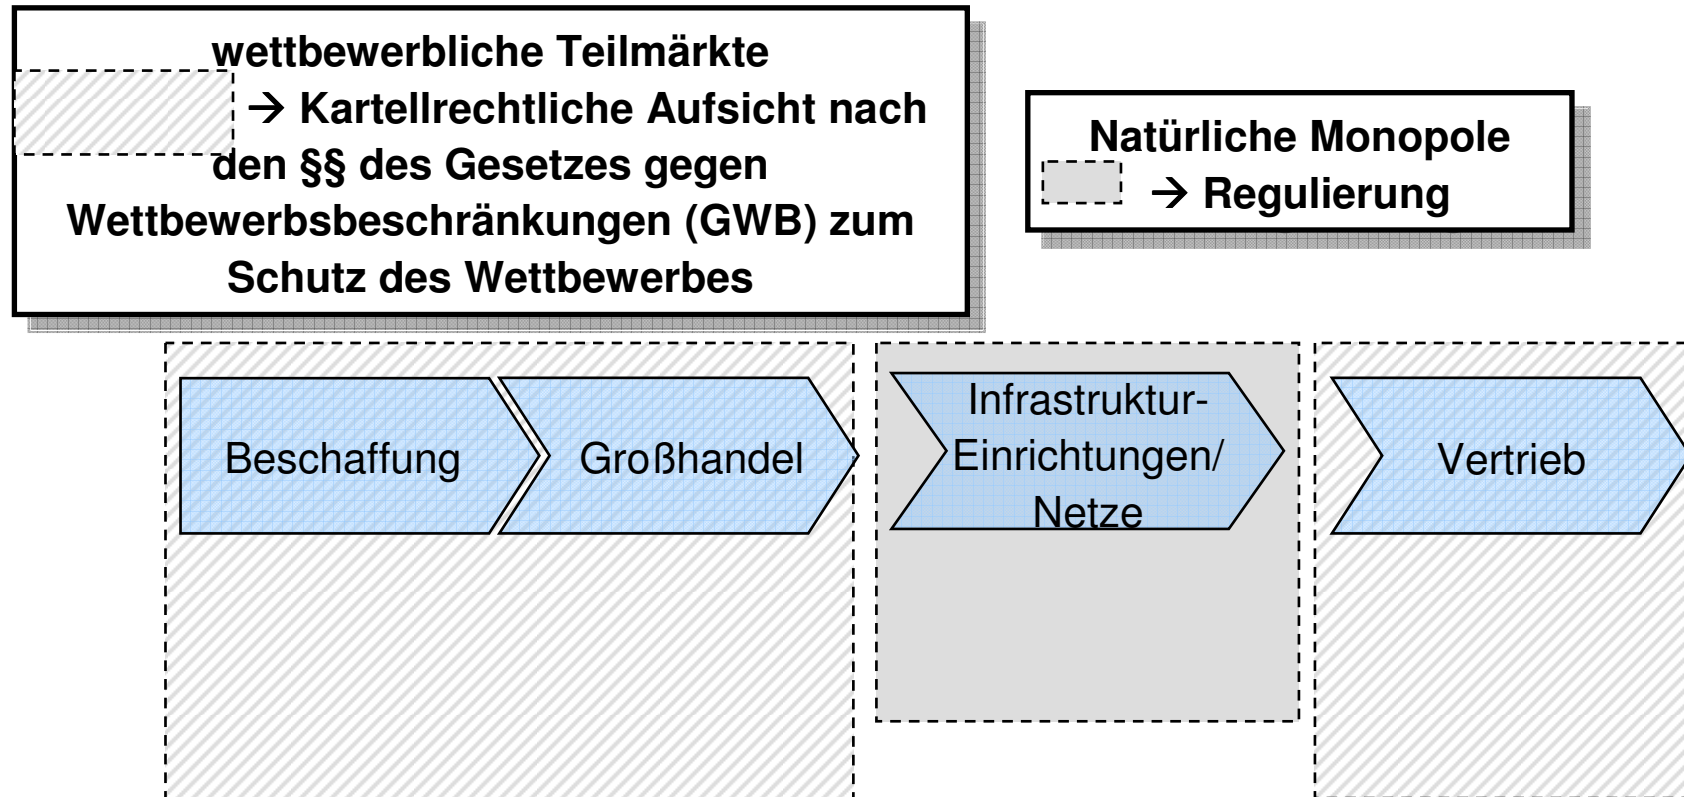 wettbewerbliche Teilmärkte
→ Kartellrechtliche Aufsicht nach
den §§ des Gesetzes gegen
Wettbewerbsbeschränkungen (GWB) zum
Schutz des Wettbewerbes
Natürliche Monopole
→ Regulierung
Beschaffung
Großhandel
Infrastruktur-
Einrichtungen/
Netze
Vertrieb